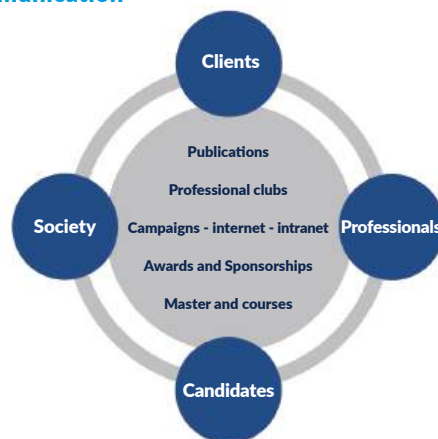 Clients
Publications
Professional clubs
Society
Campaigns - internet - intranet
Professionals
Awards and Sponsorships
Master and courses
Candidates